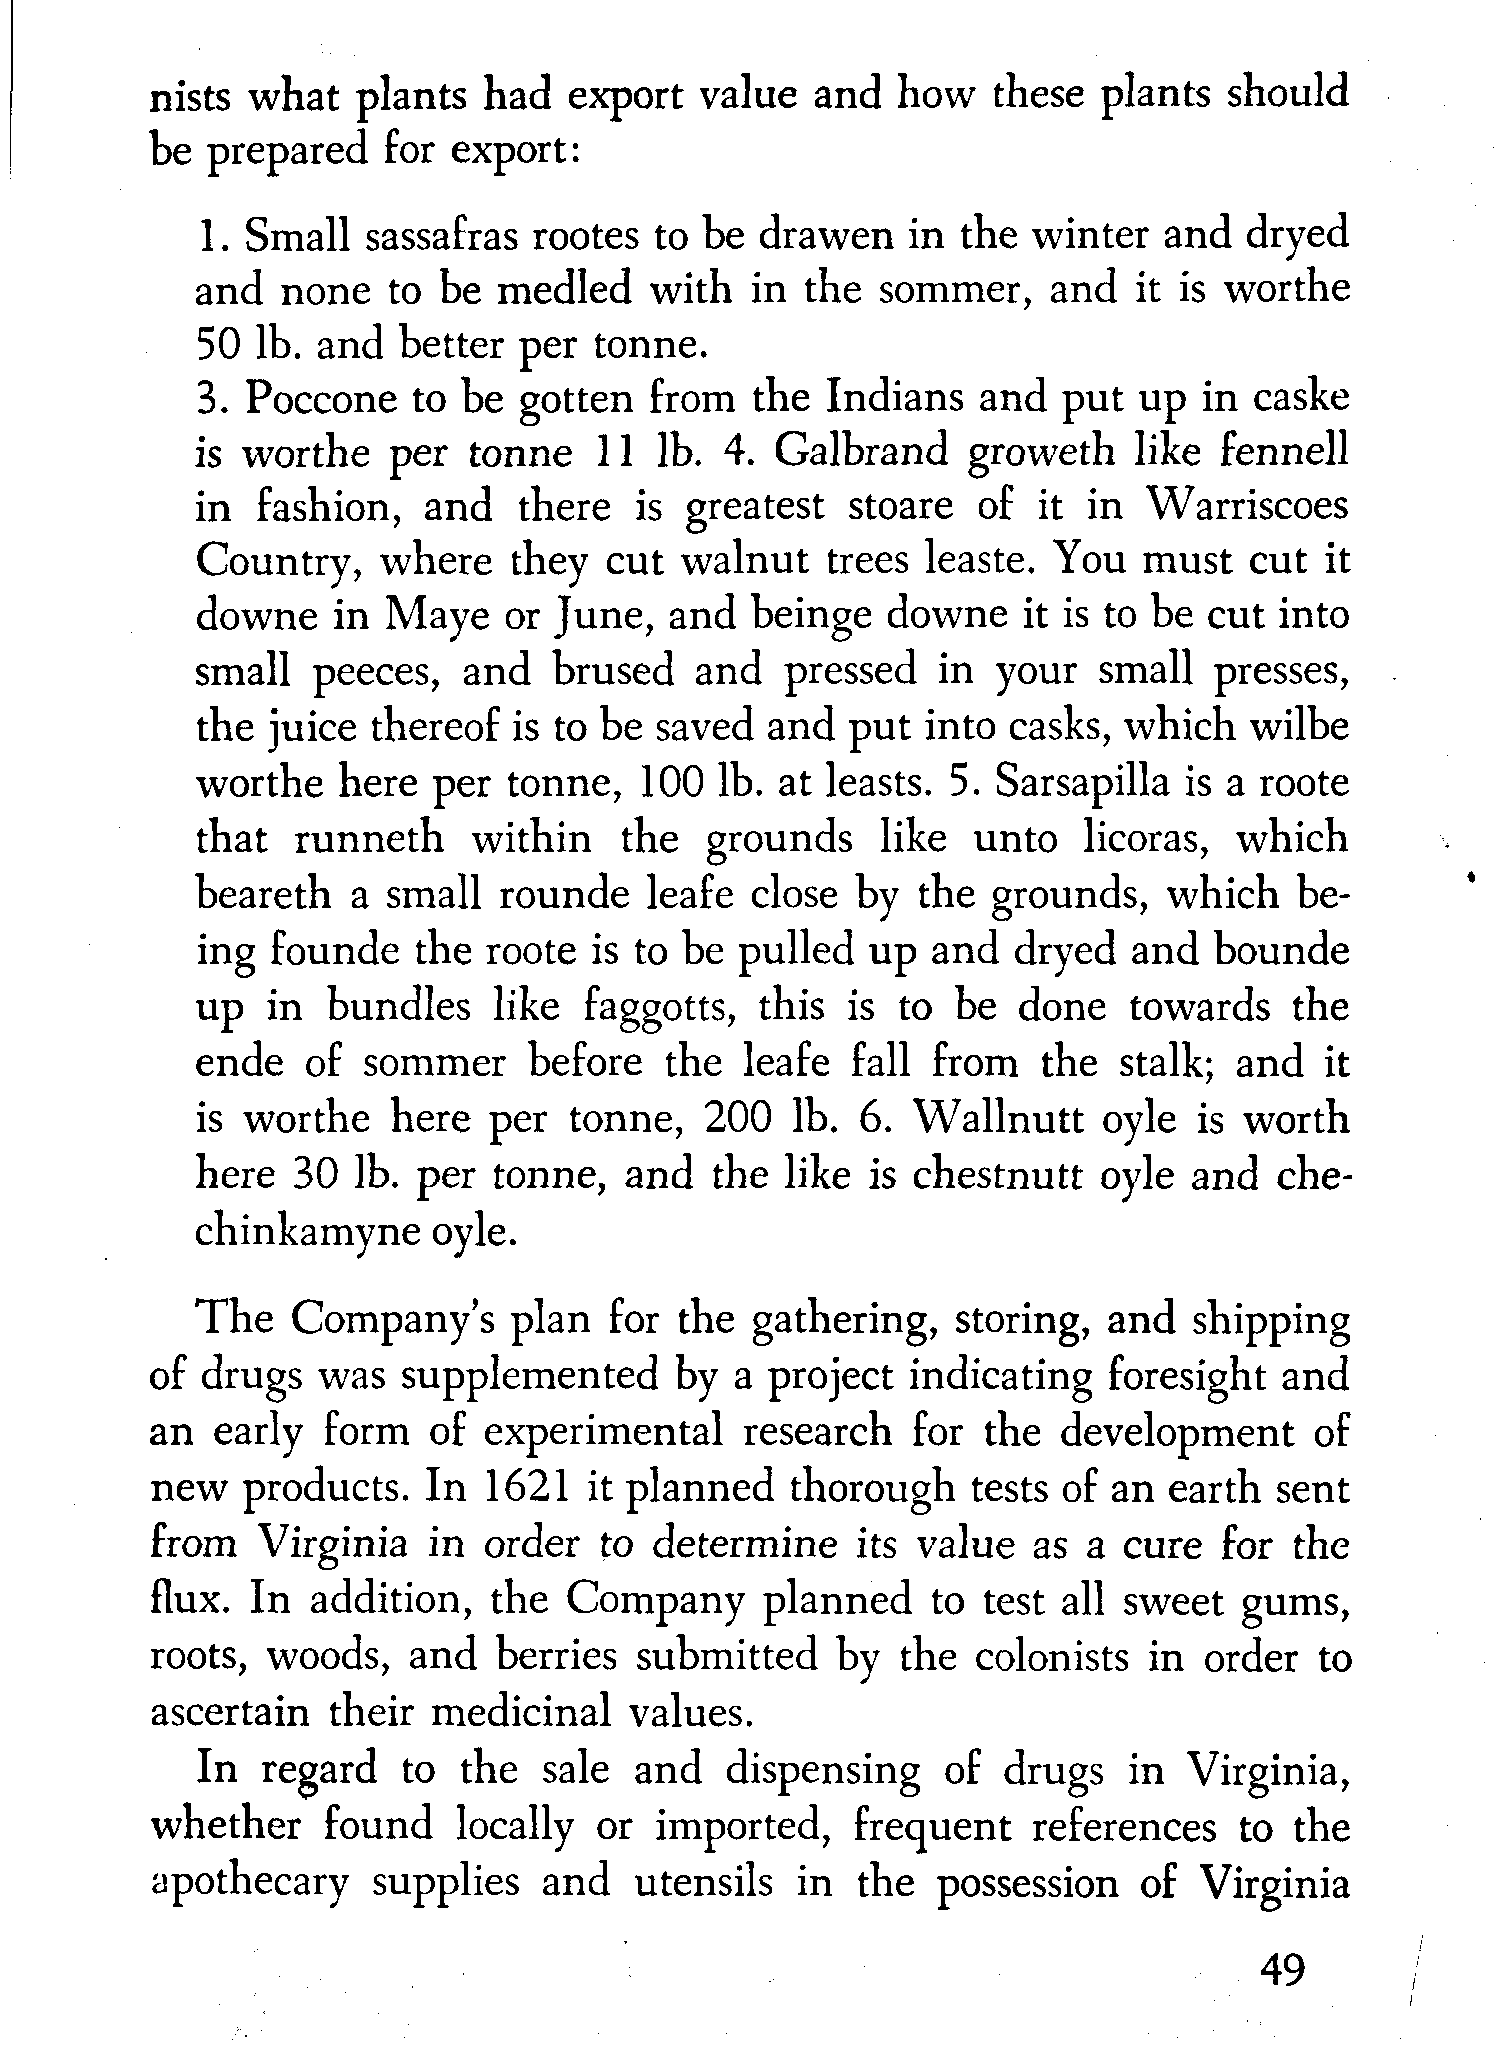 nists what plants had export value and how these plants should
be prepared for export:
1. Small sassafras rootes to be drawen in the winter and dryed
and none to be medled with in the sommer, and it is worthe
50 lb. and better per tonne.
3. Poccone to be gotten from the Indians and put up in caske
is worthe per tonne 11 lb. 4. Galbrand groweth like fennell
in fashion, and there is greatest stoare of it in Warriscoes
Country, where they cut walnut trees leaste. You must cut it
downe in Maye or June, and beinge downe it is to be cut into
small peeces, and brused and pressed in your small presses,
the juice thereof is to be saved and put into casks, which wilbe
worthe here per tonne, 100 lb. at leasts. 5. Sarsapilla is a roote
that runneth within the grounds like unto licoras, which
beareth a small rounde leafe close by the grounds, which be-
ing founde the roote is to be pulled up and dryed and bounde
up in bundles like faggotts, this is to be done towards the
ende of sommer before the leafe fall from the stalk; and it
is worthe here per tonne, 200 lb. 6. Wallnutt oyle is worth
here 30 lb. per tonne, and the like is chestnutt oyle and che-
chinkamyne oyle.
The Company's plan for the gathering, storing, and shipping
of drugs was supplemented by a project indicating foresight and
an early form of experimental research for the development of
new products. In 1621 it planned thorough tests of an earth sent
from Virginia in order to determine its value as a cure for the
flux. In addition, the Company planned to test all sweet gums,
roots, woods, and berries submitted by the colonists in order to
ascertain their medicinal values.
In regard to the sale and dispensing of drugs in Virginia,
whether found locally or imported, frequent references to the
apothecary supplies and utensils in the possession of Virginia
49